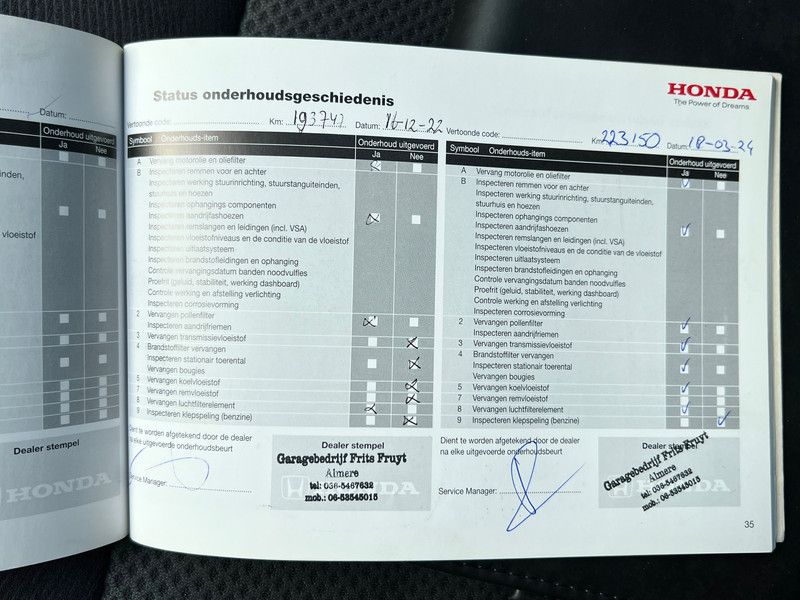 Datum:
Onderhoud uitgevoerd
Ja Nee
vloeistof
Dealer stempel
HONDA
Status onderhoudsgeschiedenis
HONDA
The Power of Dreams
Vertoonde code: Km: 193741 Datum: 16-12-22
Symbool Onderhouds-item Onderhoud uitgevoerd
Ja Nee
A Vervang motorolie en oliefilter
B Inspecteren remmen voor en achter
Inspecteren werking stuurinrichting, stuurstanguiteinden,
stuurhuis en hoezen
Inspecteren ophangings componenten
Inspecteren aandrijfashoezen
Inspecteren remslangen en leidingen (incl. VSA)
Inspecteren vloeistofniveaus en de conditie van de vloeistof
Inspecteren uitlaatsysteem
Inspecteren brandstofleidingen en ophanging
Controle vervangingsdatum banden noodvulfles
Proefrit (geluid, stabiliteit, werking dashboard)
Controle werking en afstelling verlichting
Inspecteren corrosievorming
2 Vervangen pollenfilter
Inspecteren aandrijfriemen
3 Vervangen transmissievloeistof
4 Brandstoffilter vervangen
Inspecteren stationair toerental
Vervangen bougies
5 Vervangen koelvloeistof
7 Vervangen remvloeistof
8 Vervangen luchtfilterelement
9 Inspecteren klepspeling (benzine)
Dient te worden afgetekend door de dealer
na elke uitgevoerde onderhoudsbeurt
Service Manager:
Dealer stempel
Garagebedrijf Frits Fruyt
Almere
tel: 036-5467632
mob.: 06-53545015
HONDA
Vertoonde code: Km 223150 Datum: 18-03-24
Symbool Onderhouds-item Onderhoud uitgevoerd
Ja Nee
A Vervang motorolie en oliefilter
B Inspecteren remmen voor en achter
Inspecteren werking stuurinrichting, stuurstanguiteinden,
stuurhuis en hoezen
Inspecteren ophangings componenten
Inspecteren aandrijfashoezen
Inspecteren remslangen en leidingen (incl. VSA)
Inspecteren vloeistofniveaus en de conditie van de vloeistof
Inspecteren uitlaatsysteem
Inspecteren brandstofleidingen en ophanging
Controle vervangingsdatum banden noodvulfles
Proefrit (geluid, stabiliteit, werking dashboard)
Controle werking en afstelling verlichting
Inspecteren corrosievorming
2 Vervangen pollenfilter
Inspecteren aandrijfriemen
3 Vervangen transmissievloeistof
4 Brandstoffilter vervangen
Inspecteren stationair toerental
Vervangen bougies
5 Vervangen koelvloeistof
7 Vervangen remvloeistof
8 Vervangen luchtfilterelement
9 Inspecteren klepspeling (benzine)
Dient te worden afgetekend door de dealer
na elke uitgevoerde onderhoudsbeurt
Service Manager:
Dealer stempel
Garagebedrijf Frits Fruyt
Almere
tel: 036-5467632
mob.: 06-53545015
35